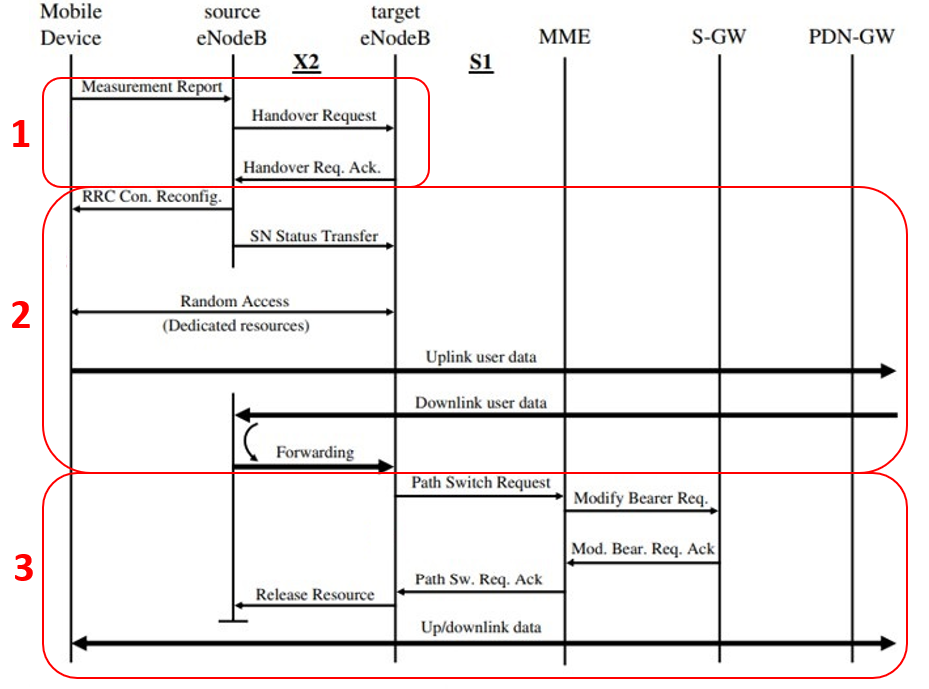 Mobile Device
source eNodeB
target eNodeB
MME
S-GW
PDN-GW
X2
S1
1
Measurement Report
Handover Request
Handover Req. Ack.
2
RRC Con. Reconfig.
SN Status Transfer
Random Access
(Dedicated resources)
Uplink user data
Downlink user data
Forwarding
3
Path Switch Request
Modify Bearer Req.
Mod. Bear. Req. Ack
Path Sw. Req. Ack
Release Resource
Up/downlink data